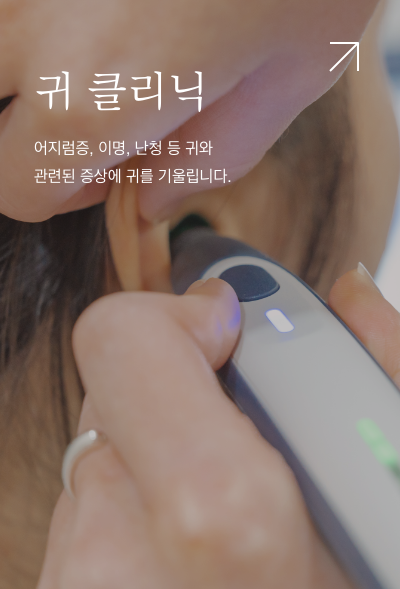 귀 클리닉
어지럼증, 이명, 난청 등 귀와
관련된 증상에 귀를 기울립니다.